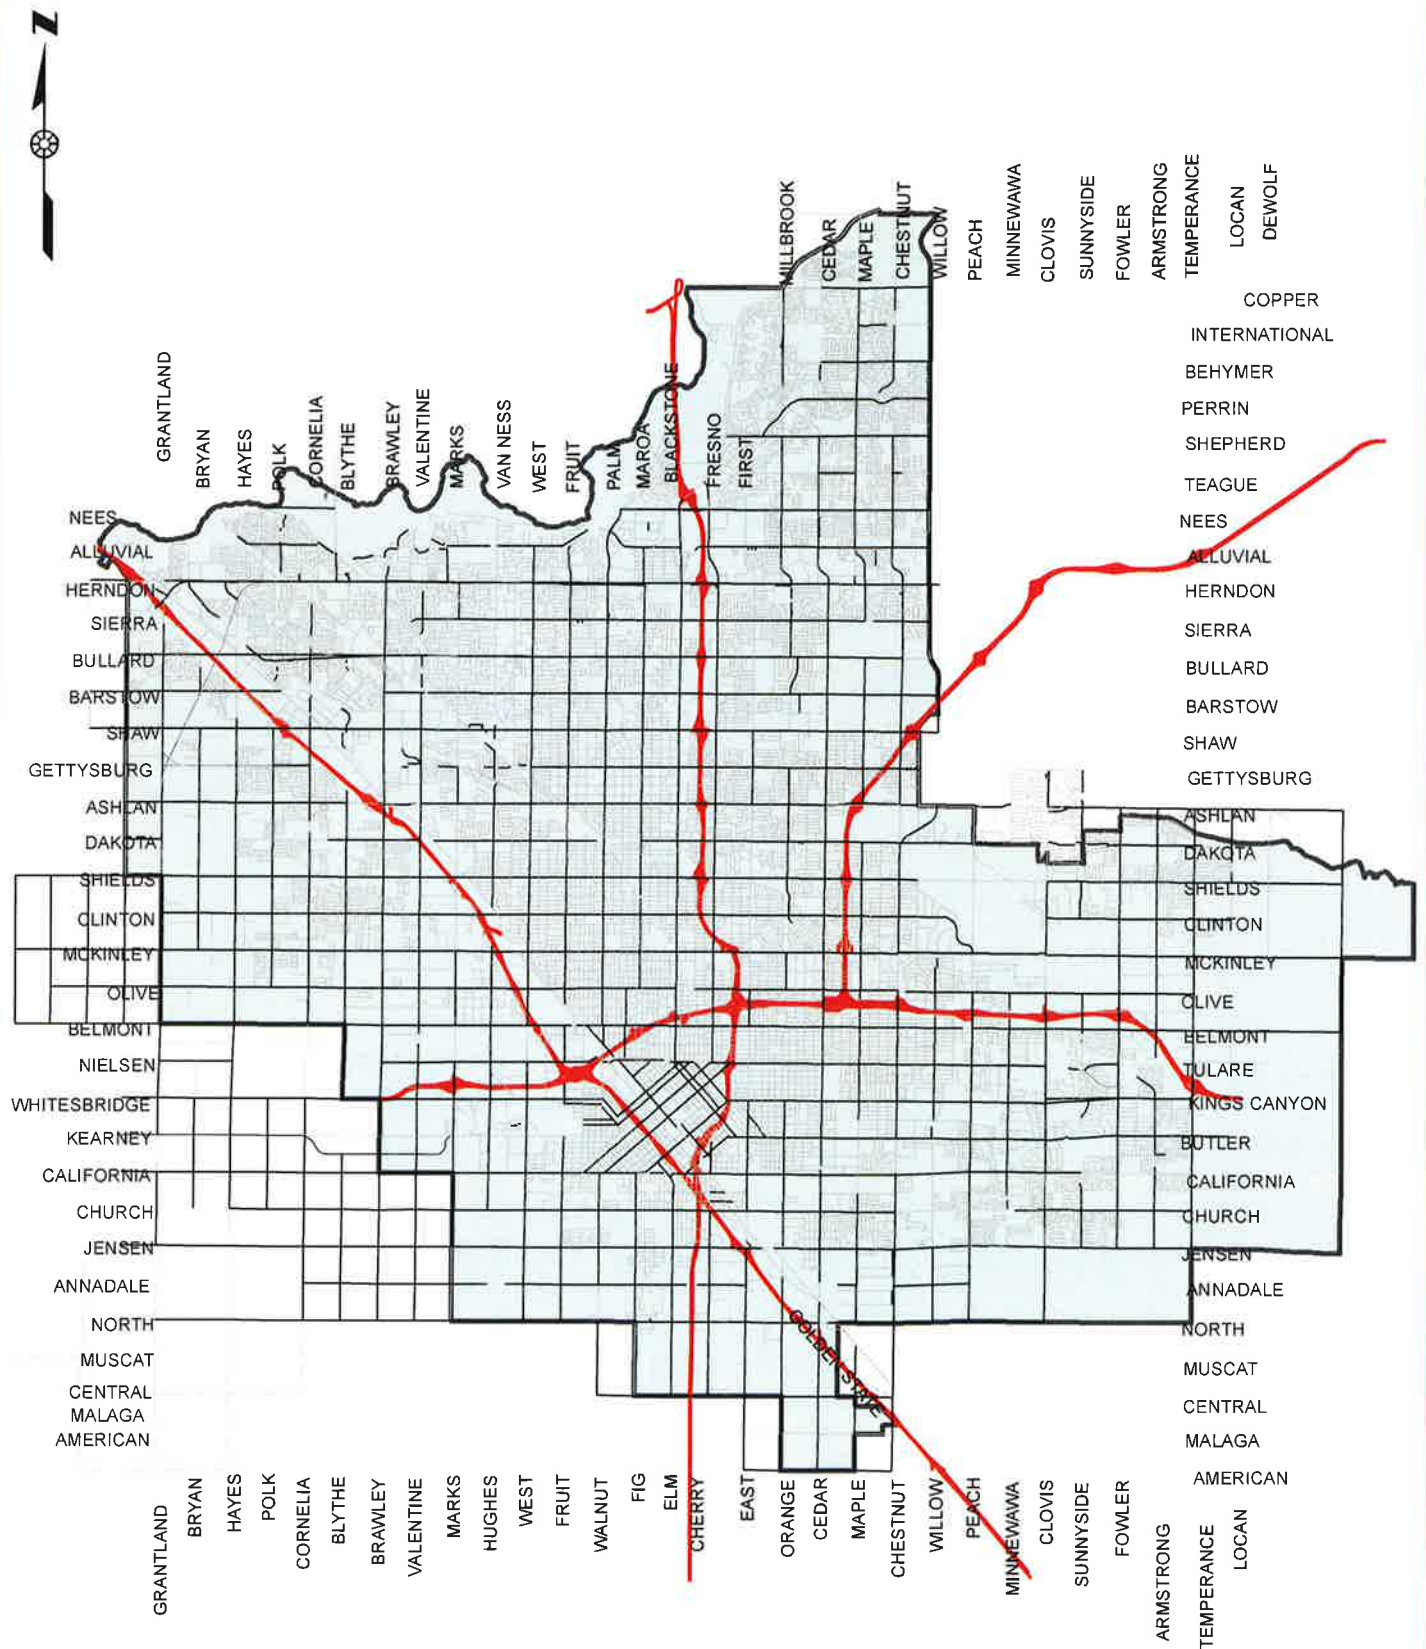 N
MILLBROOK
CEDAR
MAPLE
CHESTNUT
WILLOW
PEACH
MINNEWAWA
CLOVIS
SUNNYSIDE
FOWLER
ARMSTRONG
TEMPERANCE
LOCAN
DEWOLF
GRANTLAND
BRYAN
HAYES
POLK
CORNELIA
BLYTHE
BRAWLEY
VALENTINE
MARKS
VAN NESS
WEST
FRUIT
PALM
MAROA
BLACKSTONE
FRESNO
FIRST
COPPER
INTERNATIONAL
BEHYMER
PERRIN
SHEPHERD
TEAGUE
NEES
ALLUVIAL
HERNDON
SIERRA
BULLARD
BARSTOW
SHAW
GETTYSBURG
ASHLAN
DAKOTA
SHIELDS
CLINTON
MCKINLEY
OLIVE
BELMONT
TULARE
KINGS CANYON
BUTLER
CALIFORNIA
CHURCH
JENSEN
ANNADALE
NORTH
MUSCAT
CENTRAL
MALAGA
AMERICAN
NEES
ALLUVIAL
HERNDON
SIERRA
BULLARD
BARSTOW
SHAW
GETTYSBURG
ASHLAN
DAKOTA
SHIELDS
CLINTON
MCKINLEY
OLIVE
BELMONT
NIELSEN
WHITESBRIDGE
KEARNEY
CALIFORNIA
CHURCH
JENSEN
ANNADALE
NORTH
MUSCAT
CENTRAL
MALAGA
AMERICAN
GOLDEN STATE
GRANTLAND
BRYAN
HAYES
POLK
CORNELIA
BLYTHE
BRAWLEY
VALENTINE
MARKS
HUGHES
WEST
FRUIT
WALNUT
FIG
ELM
CHERRY
EAST
ORANGE
CEDAR
MAPLE
CHESTNUT
WILLOW
PEACH
MINNEWAWA
CLOVIS
SUNNYSIDE
FOWLER
ARMSTRONG
TEMPERANCE
LOCAN